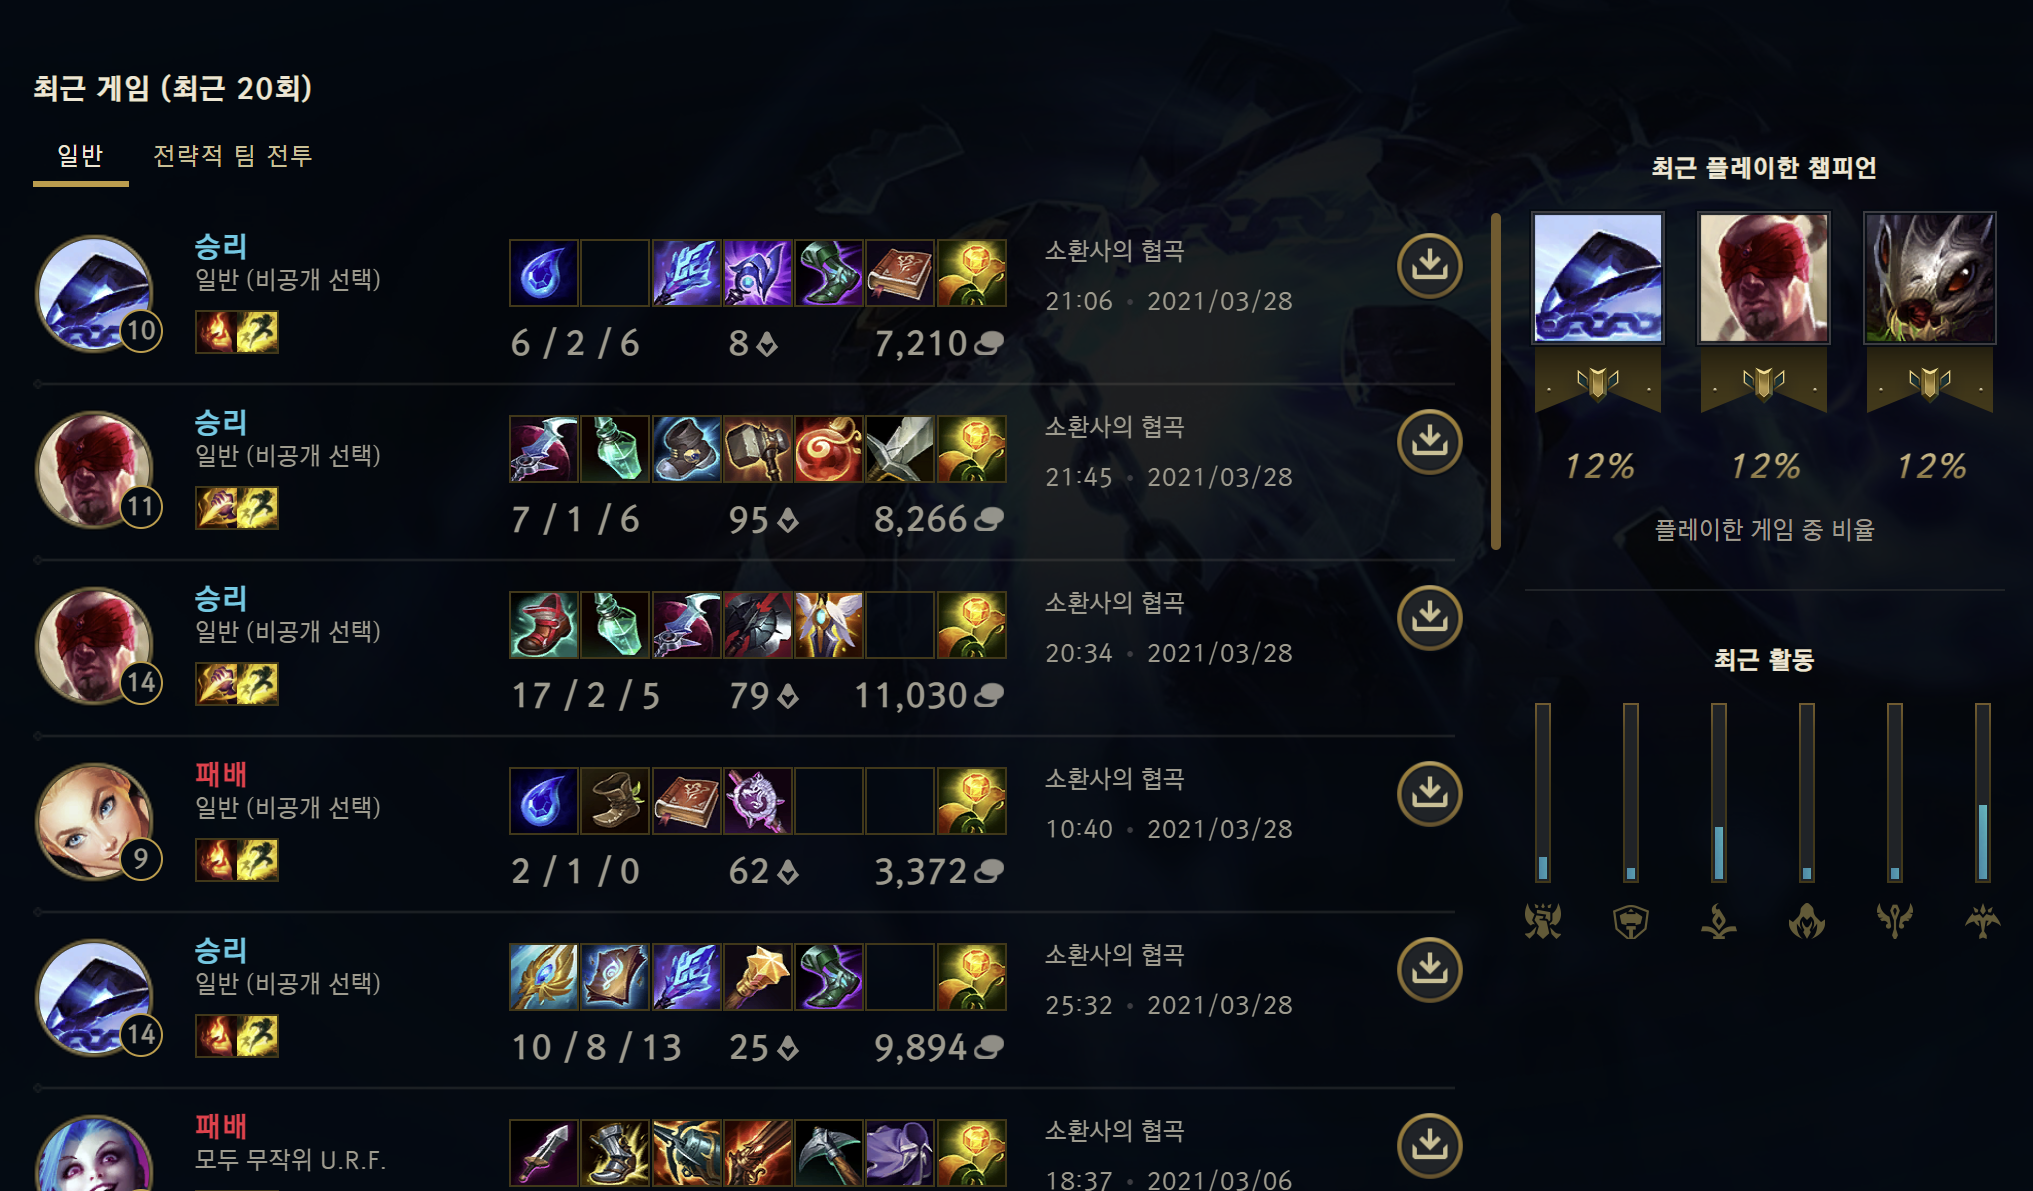 최근 게임 (최근 20회)
일반 전략적 팀 전투
승리
일반 (비공개 선택)
10
6 / 2 / 6 8 7,210
소환사의 협곡
21:06 • 2021/03/28
승리
일반 (비공개 선택)
11
7 / 1 / 6 95 8,266
소환사의 협곡
21:45 • 2021/03/28
승리
일반 (비공개 선택)
14
17 / 2 / 5 79 11,030
소환사의 협곡
20:34 • 2021/03/28
패배
일반 (비공개 선택)
9
2 / 1 / 0 62 3,372
소환사의 협곡
10:40 • 2021/03/28
승리
일반 (비공개 선택)
14
10 / 8 / 13 25 9,894
소환사의 협곡
25:32 • 2021/03/28
패배
모두 무작위 U.R.F.
소환사의 협곡
18:37 • 2021/03/06
최근 플레이한 챔피언
12% 12% 12%
플레이한 게임 중 비율
최근 활동